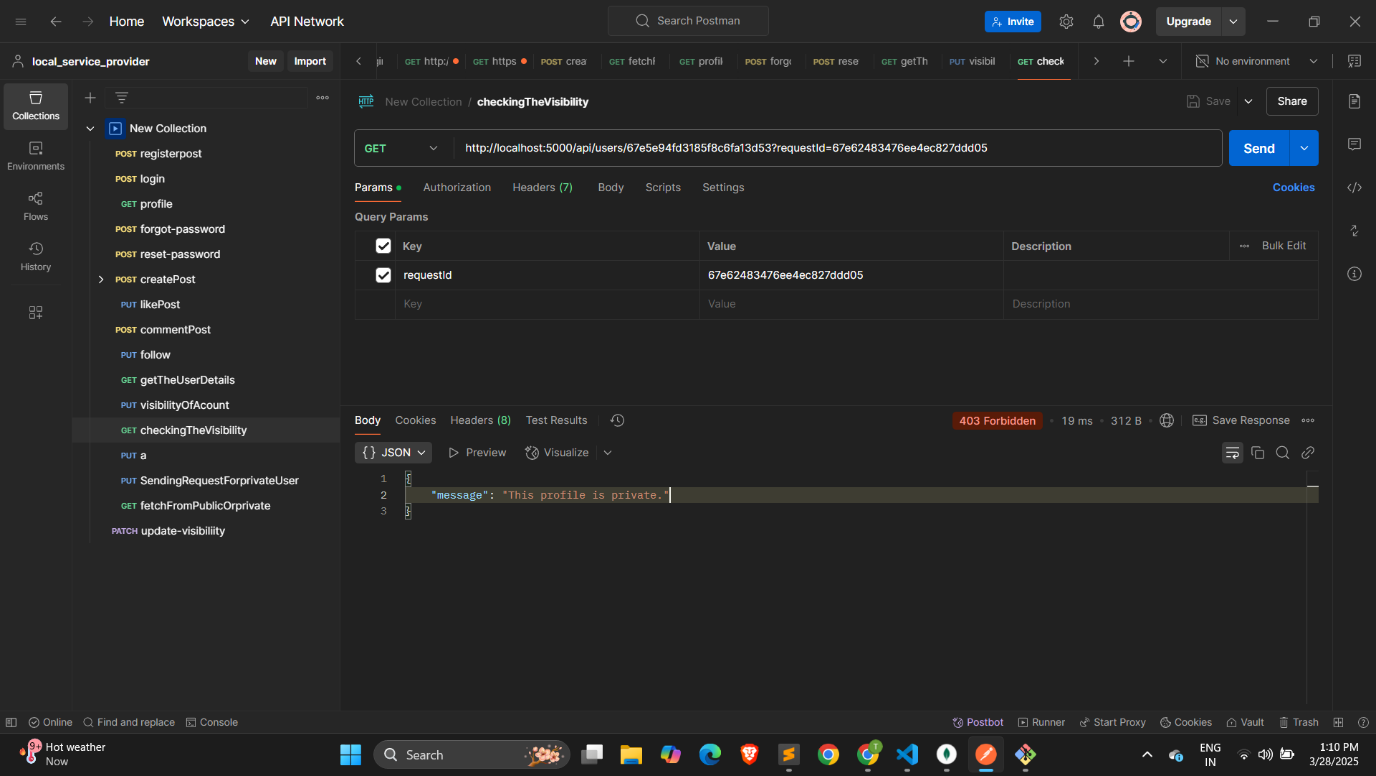 Home
Workspaces
API Network
Search Postman
Invite
Upgrade
local_service_provider
New
Import
GET http:/
GET https
POST crea
GET fetchF
GET profil
POST forgo
POST rese
GET getTh
PUT visibil
GET check
No environment
Collections
Environments
Flows
History
New Collection
POST registerpost
POST login
GET profile
POST forgot-password
POST reset-password
POST createPost
PUT likePost
POST commentPost
PUT follow
GET getTheUserDetails
PUT visibilityOfAcount
GET checkingTheVisibility
PUT a
PUT SendingRequestForprivateUser
GET fetchFromPublicOrprivate
PATCH update-visibiliity
HTTP New Collection / checkingTheVisibility
Save
Share
GET
http://localhost:5000/api/users/67e5e94fd3185f8c6fa13d53?requestId=67e62483476ee4ec827ddd05
Send
Params
Authorization
Headers (7)
Body
Scripts
Settings
Cookies
Query Params
Key
Value
Description
Bulk Edit
requestId
67e62483476ee4ec827ddd05
Key
Value
Description
Body
Cookies
Headers (8)
Test Results
403 Forbidden
19 ms
312 B
e.g.
Save Response
{} JSON
Preview
Visualize
1 {
2 "message": "This profile is private."
3 }
Online
Find and replace
Console
Postbot
Runner
Start Proxy
Cookies
Vault
Trash
9+
Hot weather
Now
Search
T
ENG
IN
1:10 PM
3/28/2025